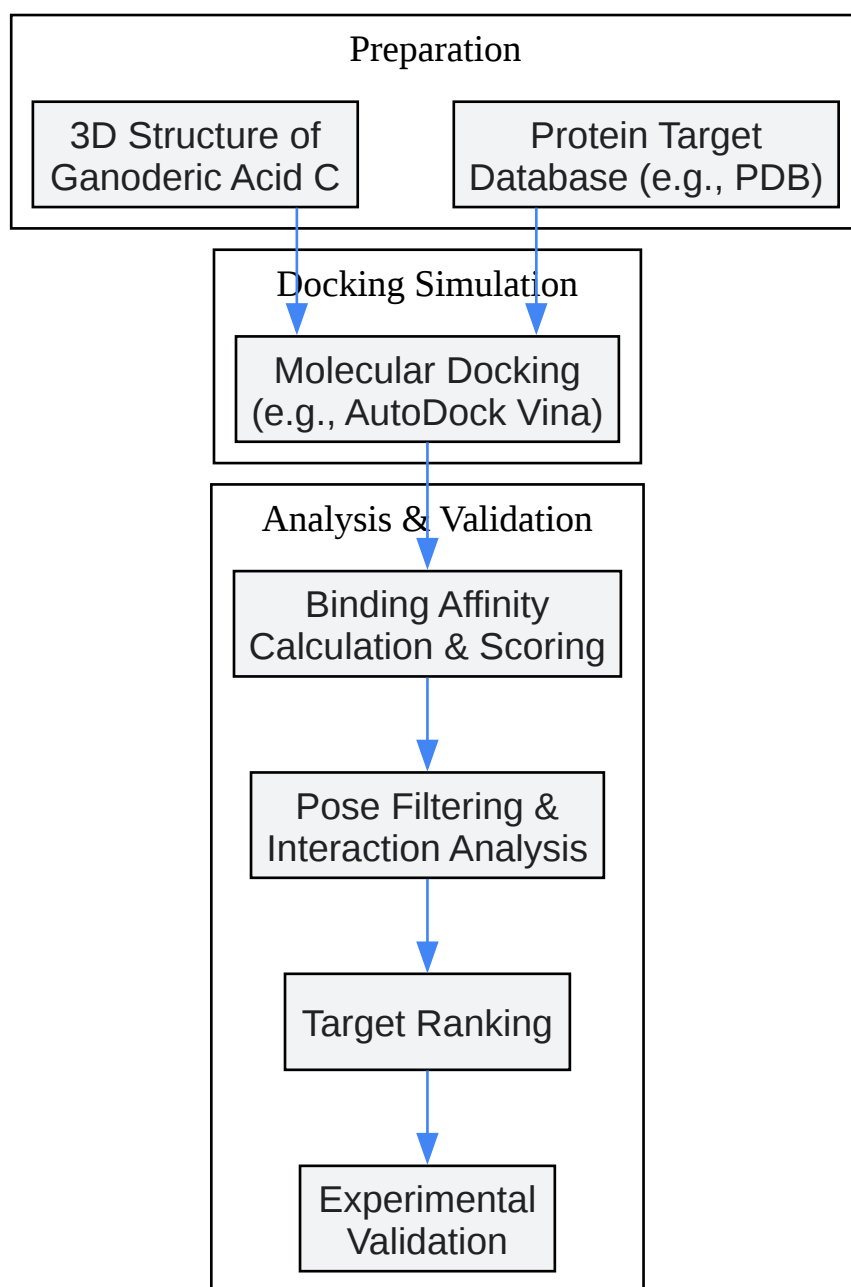 Preparation
3D Structure of
Ganoderic Acid C
Protein Target
Database (e.g., PDB)
Docking Simulation
Molecular Docking
(e.g., AutoDock Vina)
Analysis & Validation
Binding Affinity
Calculation & Scoring
Pose Filtering &
Interaction Analysis
Target Ranking
Experimental
Validation